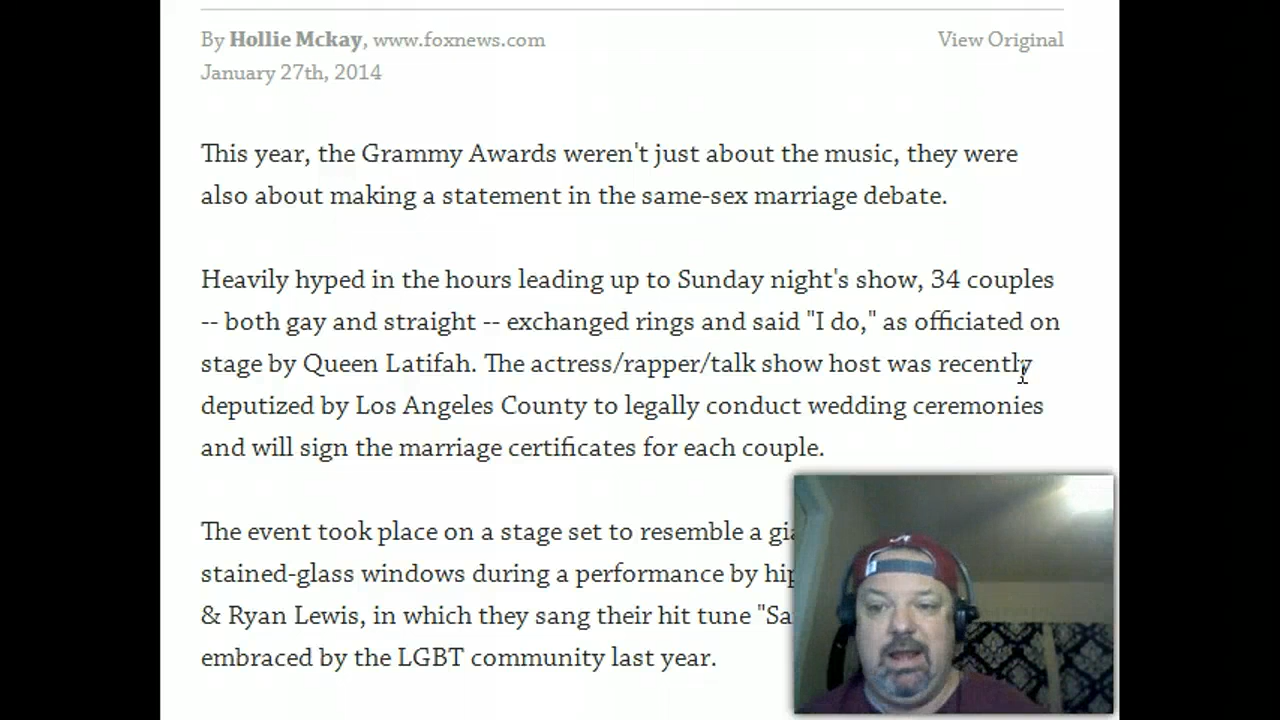 By Hollie Mckay, www.foxnews.com View Original
January 27th, 2014
This year, the Grammy Awards weren't just about the music, they were
also about making a statement in the same-sex marriage debate.
Heavily hyped in the hours leading up to Sunday night's show, 34 couples
-- both gay and straight -- exchanged rings and said "I do," as officiated on
stage by Queen Latifah. The actress/rapper/talk show host was recently
deputized by Los Angeles County to legally conduct wedding ceremonies
and will sign the marriage certificates for each couple.
The event took place on a stage set to resemble a
stained-glass windows during a performance by
& Ryan Lewis, in which they sang their hit tune
embraced by the LGBT community last year.